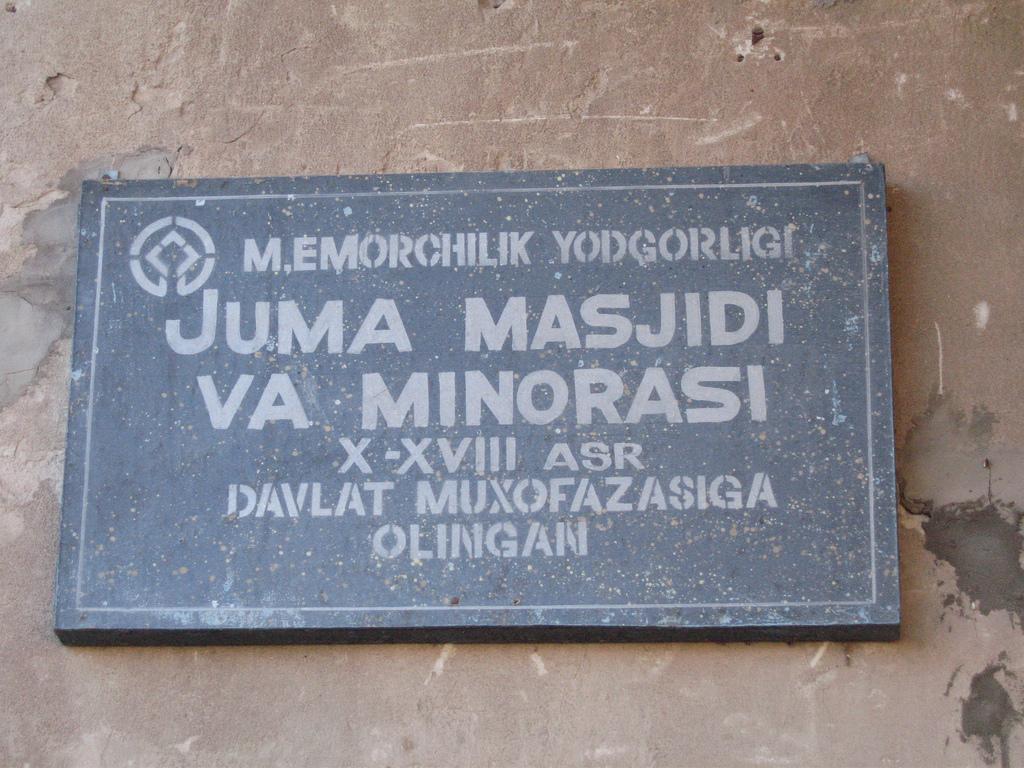 M,EMORCHILIK YODGORLIGI
JUMA MASJIDI
VA MINORASI
X-XVIII ASR
DAVLAT MUXOFAZASIGA
OLINGAN